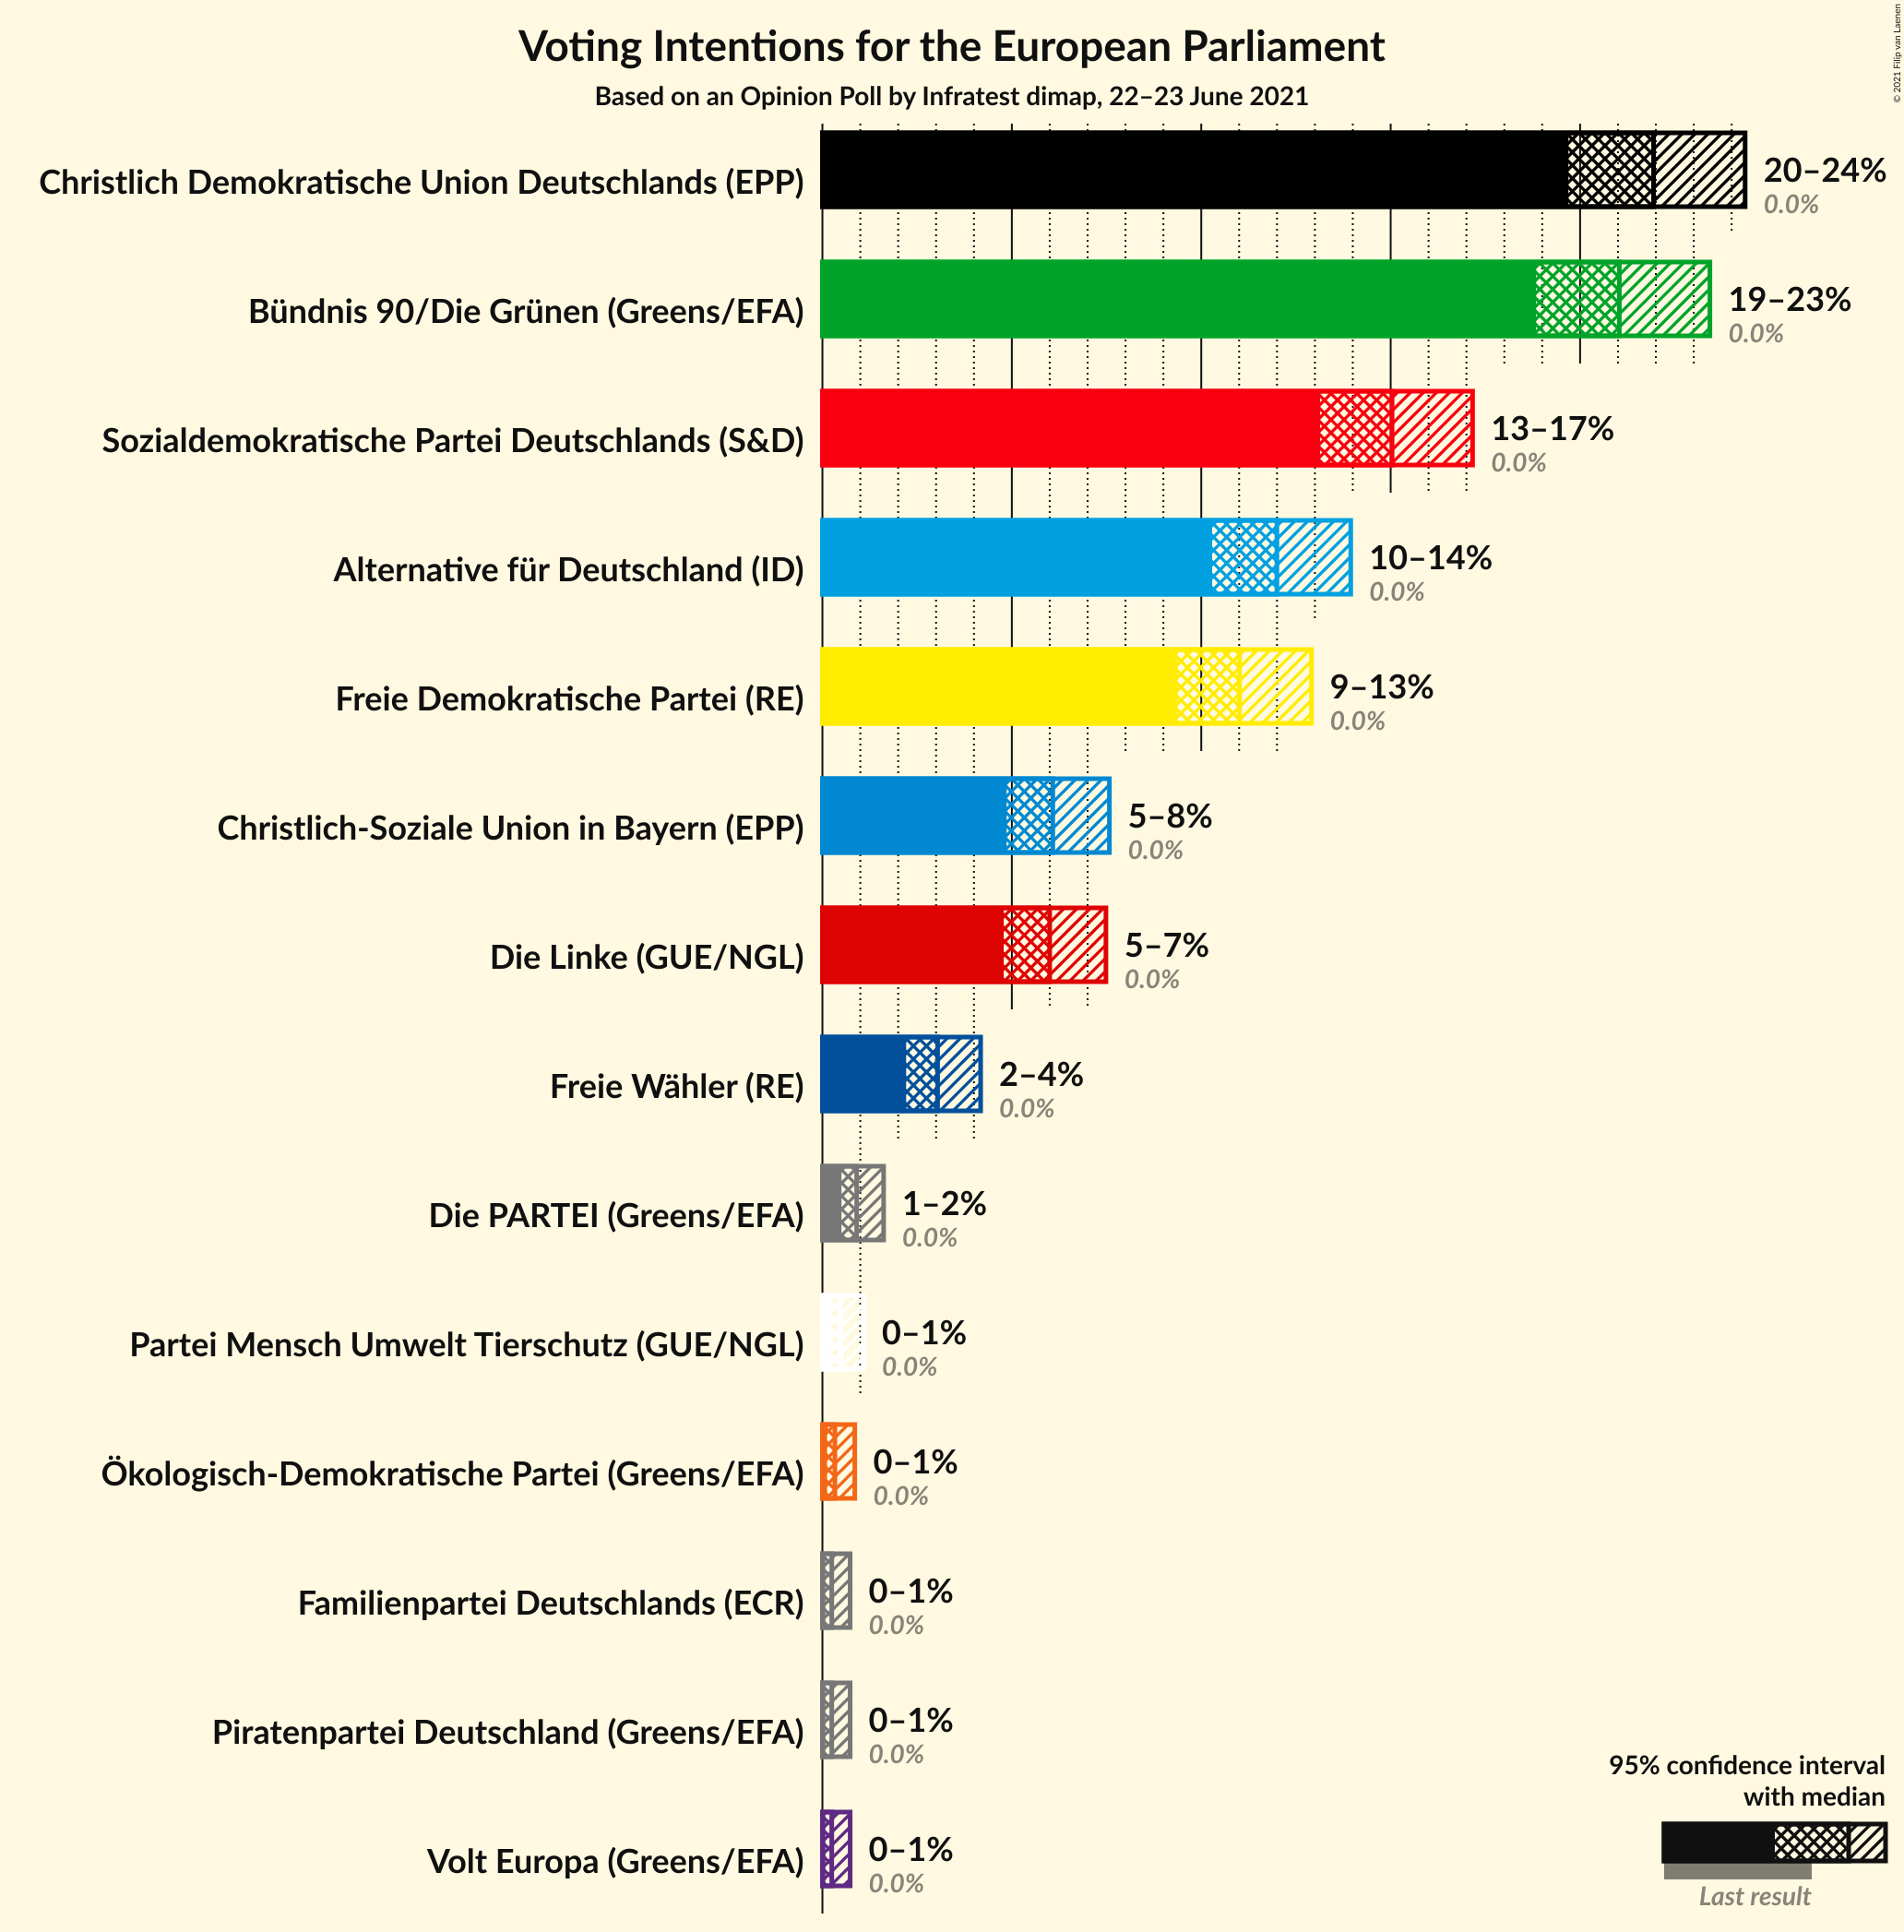 Voting Intentions for the European Parliament
Based on an Opinion Poll by Infratest dimap, 22–23 June 2021
© 2021 Filip van Laenen
Christlich Demokratische Union Deutschlands (EPP)
20–24%
0.0%
Bündnis 90/Die Grünen (Greens/EFA)
19–23%
0.0%
Sozialdemokratische Partei Deutschlands (S&D)
13–17%
0.0%
Alternative für Deutschland (ID)
10–14%
0.0%
Freie Demokratische Partei (RE)
9–13%
0.0%
Christlich-Soziale Union in Bayern (EPP)
5–8%
0.0%
Die Linke (GUE/NGL)
5–7%
0.0%
Freie Wähler (RE)
2–4%
0.0%
Die PARTEI (Greens/EFA)
1–2%
0.0%
Partei Mensch Umwelt Tierschutz (GUE/NGL)
0–1%
0.0%
Ökologisch-Demokratische Partei (Greens/EFA)
0–1%
0.0%
Familienpartei Deutschlands (ECR)
0–1%
0.0%
Piratenpartei Deutschland (Greens/EFA)
0–1%
0.0%
Volt Europa (Greens/EFA)
0–1%
0.0%
95% confidence interval
with median
Last result